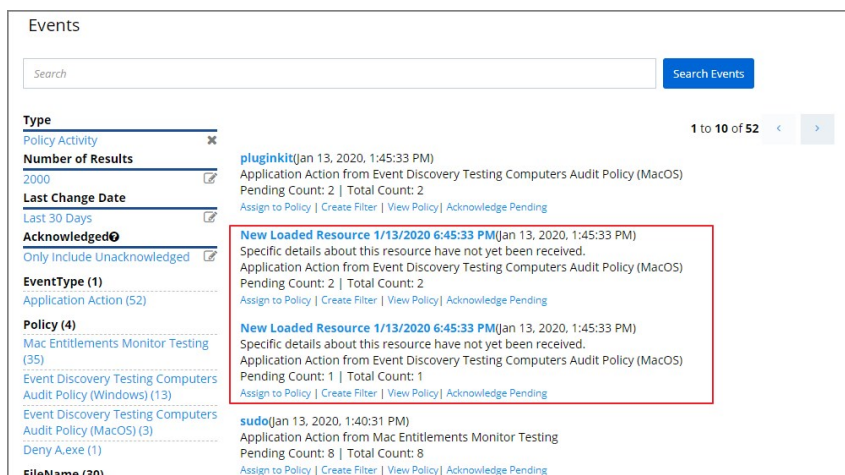 Events
Search
Search Events
Type
Policy Activity
Number of Results
2000
Last Change Date
Last 30 Days
Acknowledged
Only Include Unacknowledged
EventType (1)
Application Action (52)
Policy (4)
Mac Entitlements Monitor Testing
(35)
Event Discovery Testing Computers
Audit Policy (Windows) (13)
Event Discovery Testing Computers
Audit Policy (MacOS) (3)
Deny A.exe (1)
FileName (30)
1 to 10 of 52
pluginkit(Jan 13, 2020, 1:45:33 PM)
Application Action from Event Discovery Testing Computers Audit Policy (MacOS)
Pending Count: 2 | Total Count: 2
Assign to Policy | Create Filter | View Policy| Acknowledge Pending
New Loaded Resource 1/13/2020 6:45:33 PM(Jan 13, 2020, 1:45:33 PM)
Specific details about this resource have not yet been received.
Application Action from Event Discovery Testing Computers Audit Policy (MacOS)
Pending Count: 2 | Total Count: 2
Assign to Policy | Create Filter | View Policy| Acknowledge Pending
New Loaded Resource 1/13/2020 6:45:33 PM(Jan 13, 2020, 1:45:33 PM)
Specific details about this resource have not yet been received.
Application Action from Event Discovery Testing Computers Audit Policy (MacOS)
Pending Count: 1 | Total Count: 1
Assign to Policy | Create Filter | View Policy| Acknowledge Pending
sudo(Jan 13, 2020, 1:40:31 PM)
Application Action from Mac Entitlements Monitor Testing
Pending Count: 8 | Total Count: 8
Assign to Policy | Create Filter | View Policy| Acknowledge Pending